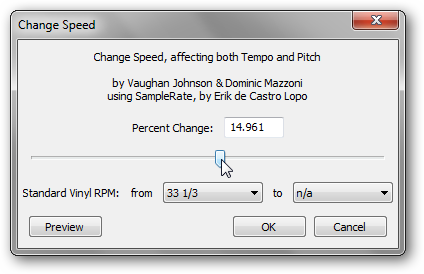 Change Speed
Change Speed, affecting both Tempo and Pitch
by Vaughan Johnson & Dominic Mazzoni
using SampleRate, by Erik de Castro Lopo
Percent Change: 14.961
Standard Vinyl RPM: from 33 1/3 to n/a
Preview OK Cancel